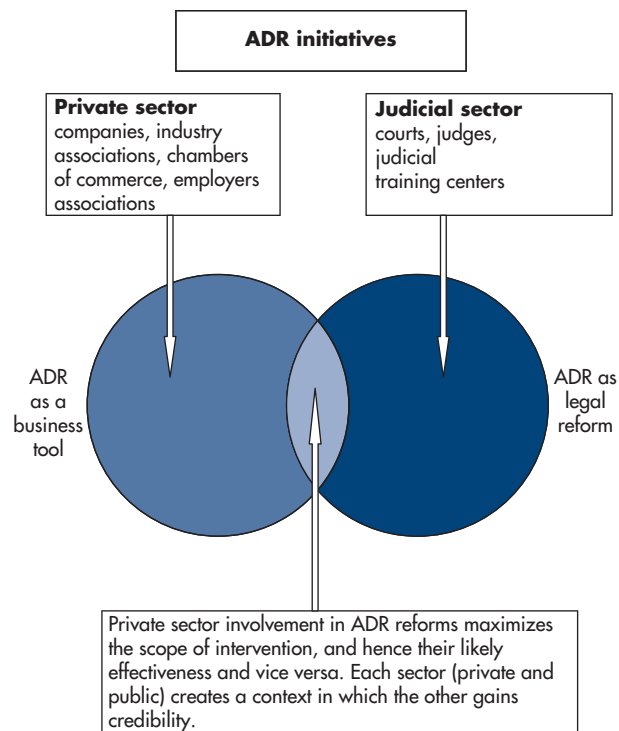 ADR initiatives
Private sector
companies, industry
associations, chambers
of commerce, employers
associations
Judicial sector
courts, judges,
judicial
training centers
ADR
as a
business
tool
ADR as
legal
reform
Private sector involvement in ADR reforms maximizes
the scope of intervention, and hence their likely
effectiveness and vice versa. Each sector (private and
public) creates a context in which the other gains
credibility.